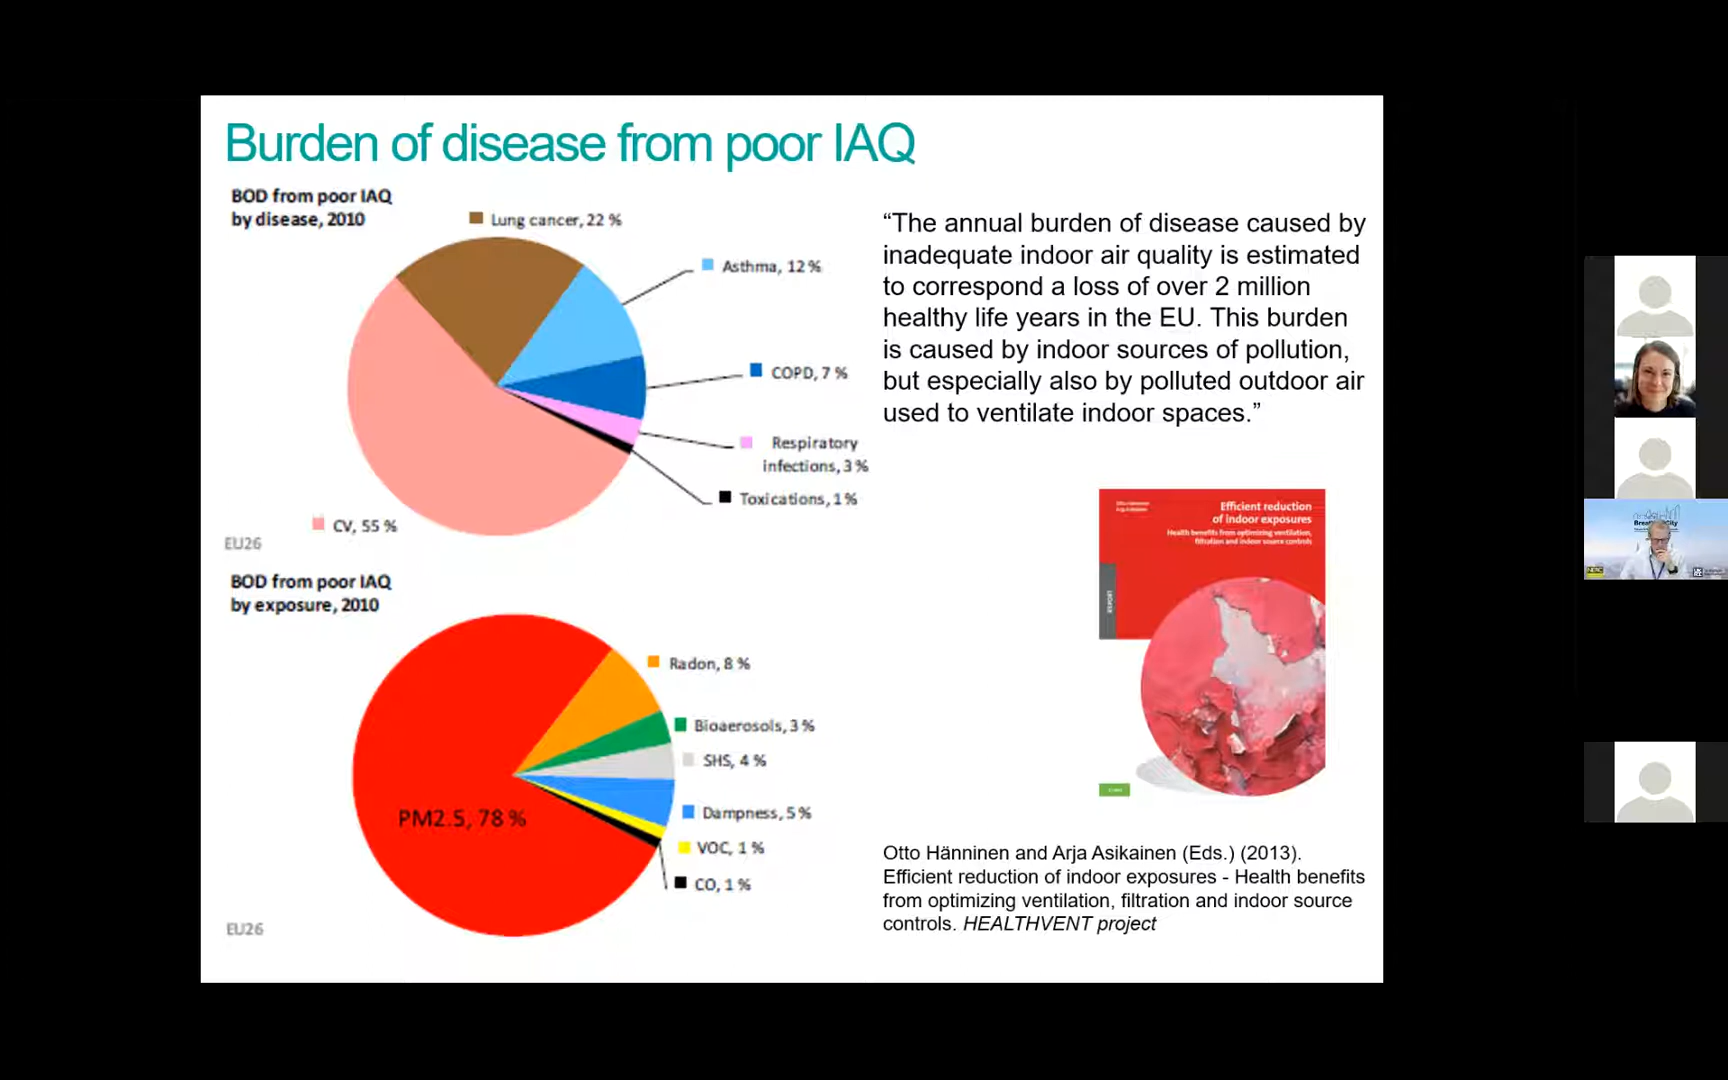 Burden of disease from poor IAQ
BOD from poor IAQ
by disease, 2010
Lung cancer, 22 %
Asthma, 12 %
COPD, 7 %
Respiratory
infections, 3 %
Toxications, 1 %
CV, 55 %
EU26
BOD from poor IAQ
by exposure, 2010
Radon, 8 %
Bioaerosols, 3 %
SHS, 4 %
PM2.5, 78 %
Dampness, 5 %
VOC, 1 %
CO, 1 %
EU26
“The annual burden of disease caused by
inadequate indoor air quality is estimated
to correspond a loss of over 2 million
healthy life years in the EU. This burden
is caused by indoor sources of pollution,
but especially also by polluted outdoor air
used to ventilate indoor spaces.”
Efficient reduction
of indoor exposures
Health benefits from optimizing ventilation,
filtration and indoor source controls
REPORT
Otto Hänninen and Arja Asikainen (Eds.) (2013).
Efficient reduction of indoor exposures - Health benefits
from optimizing ventilation, filtration and indoor source
controls. HEALTHVENT project